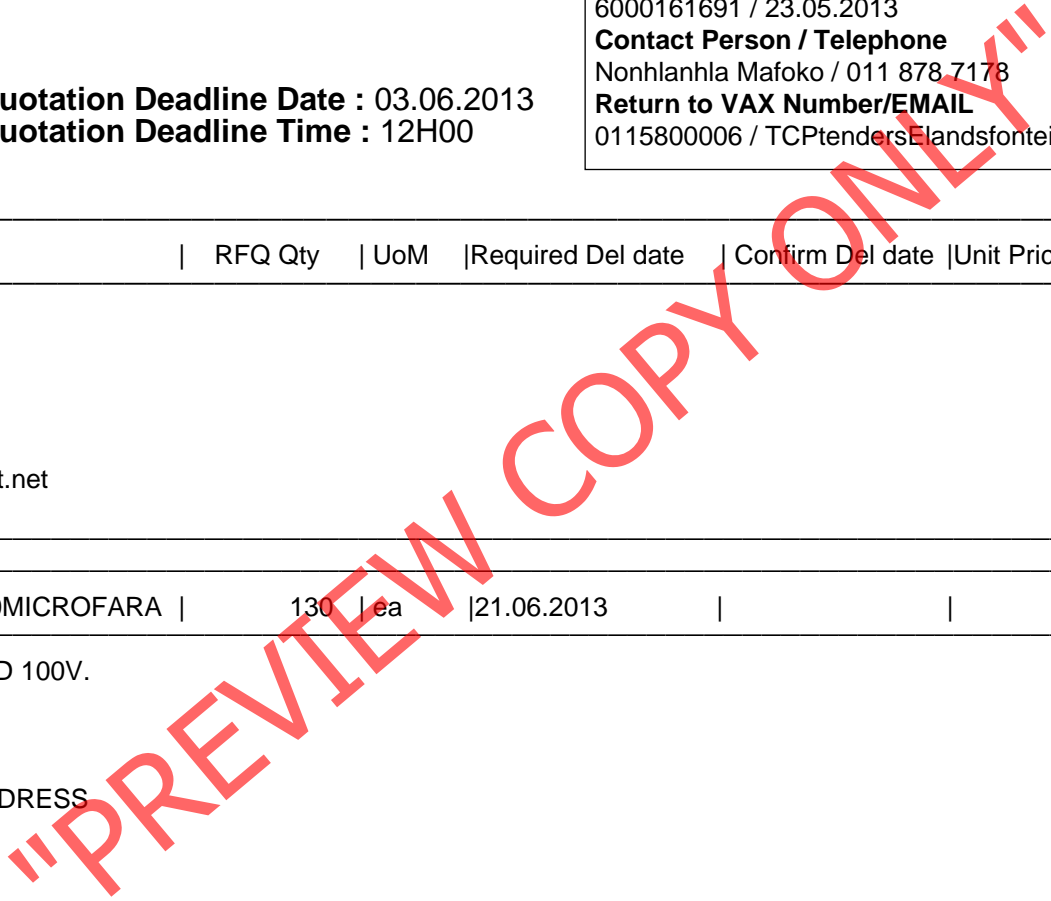 6000161691 / 23.05.2013
Contact Person / Telephone
Nonhlanhla Mafoko / 011 878 7178
Return to VAX Number/EMAIL
0115800006 / TCPtendersElandsfontei
uotation Deadline Date : 03.06.2013
uotation Deadline Time : 12H00
| RFQ Qty | UoM |Required Del date | Confirm Del date |Unit Pric
t.net
MICROFARA | 130 | ea |21.06.2013 | |
D 100V.
DRESS
"PREVIEW COPY ONLY"